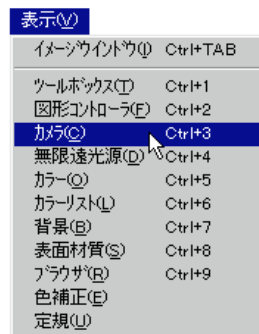 表示(V)
ｲﾒｰｼﾞｳｲﾝﾄﾞｳ(I) Ctrl+TAB
ﾂｰﾙﾎﾞｯｸｽ(T) Ctrl+1
図形ｺﾝﾄﾛｰﾗ(F) Ctrl+2
ｶﾒﾗ(C) Ctrl+3
無限遠光源(D) Ctrl+4
ｶﾗｰ(O) Ctrl+5
ｶﾗｰﾘｽﾄ(L) Ctrl+6
背景(B) Ctrl+7
表面材質(S) Ctrl+8
ﾌﾞﾗｳｻﾞ(R) Ctrl+9
色補正(E)
定規(U)